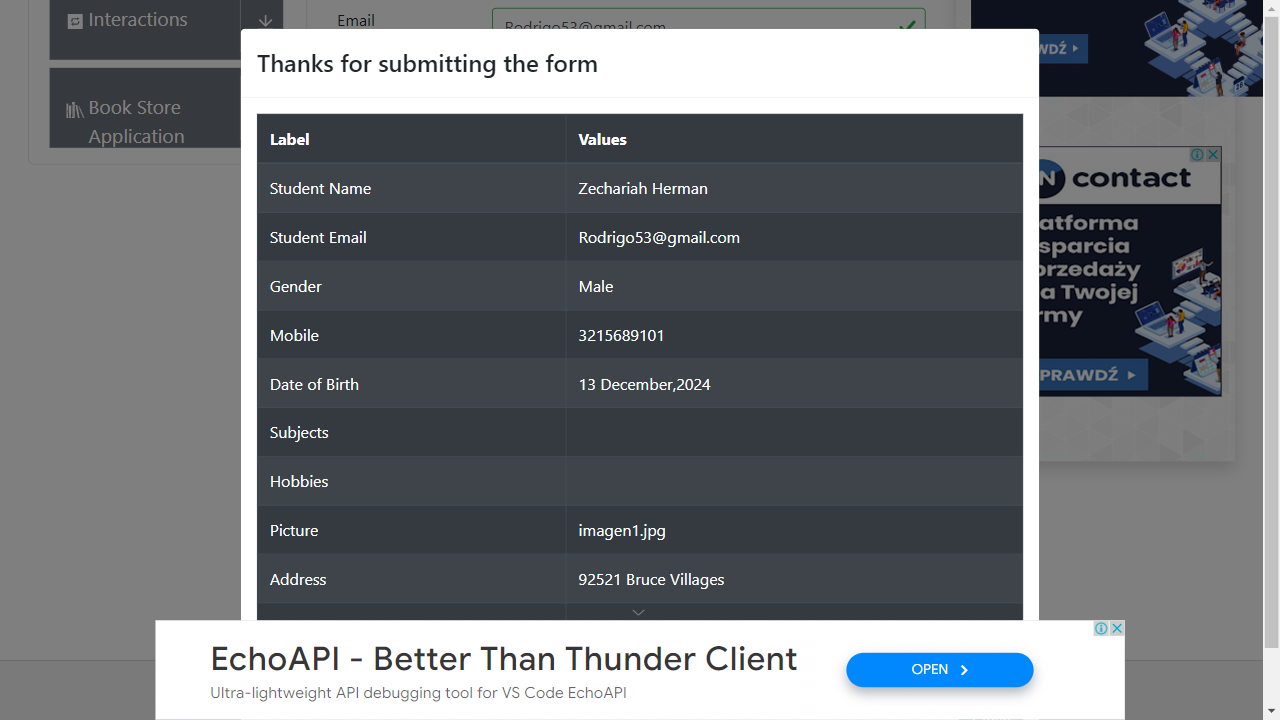 Interactions
Email
Rodrigo53@gmail.com
Book Store
Application
Thanks for submitting the form
Label Values
Student Name Zechariah Herman
Student Email Rodrigo53@gmail.com
Gender Male
Mobile 3215689101
Date of Birth 13 December,2024
Subjects
Hobbies
Picture imagen1.jpg
Address 92521 Bruce Villages
WDŹ
N contact
latforma
sparcia
przedaży
a Twojej
rmy
PRAWDŹ
EchoAPI - Better Than Thunder Client
Ultra-lightweight API debugging tool for VS Code EchoAPI
OPEN